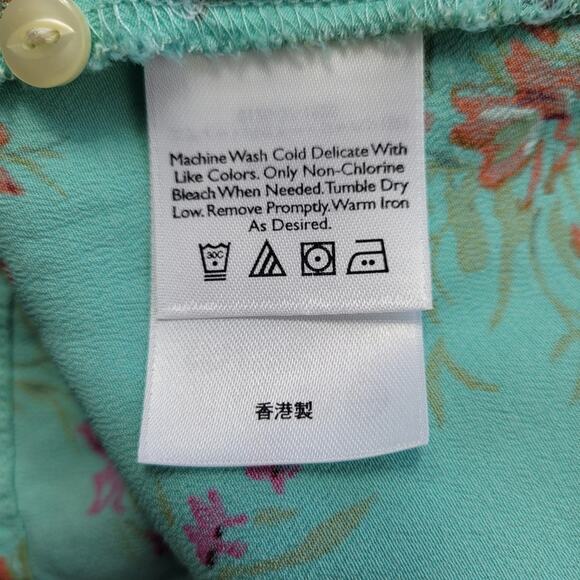 Machine Wash Cold Delicate With
Like Colors. Only Non-Chlorine
Bleach When Needed. Tumble Dry
Low. Remove Promptly. Warm Iron
As Desired.
30C
香港製